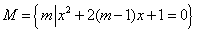 M = {m | x² + 2(m−1)x + 1 = 0}